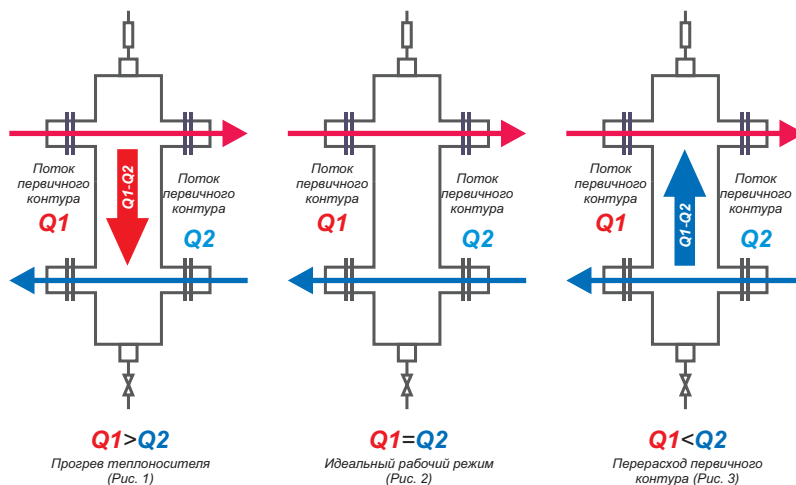 Поток
первичного
контура
Q1
Q1-Q2
Поток
первичного
контура
Q2
Q1>Q2
Прогрев теплоносителя
(Рис. 1)
Поток
первичного
контура
Q1
Поток
первичного
контура
Q2
Q1=Q2
Идеальный рабочий режим
(Рис. 2)
Поток
первичного
контура
Q1
Q1-Q2
Поток
первичного
контура
Q2
Q1<Q2
Перерасход первичного
контура (Рис. 3)